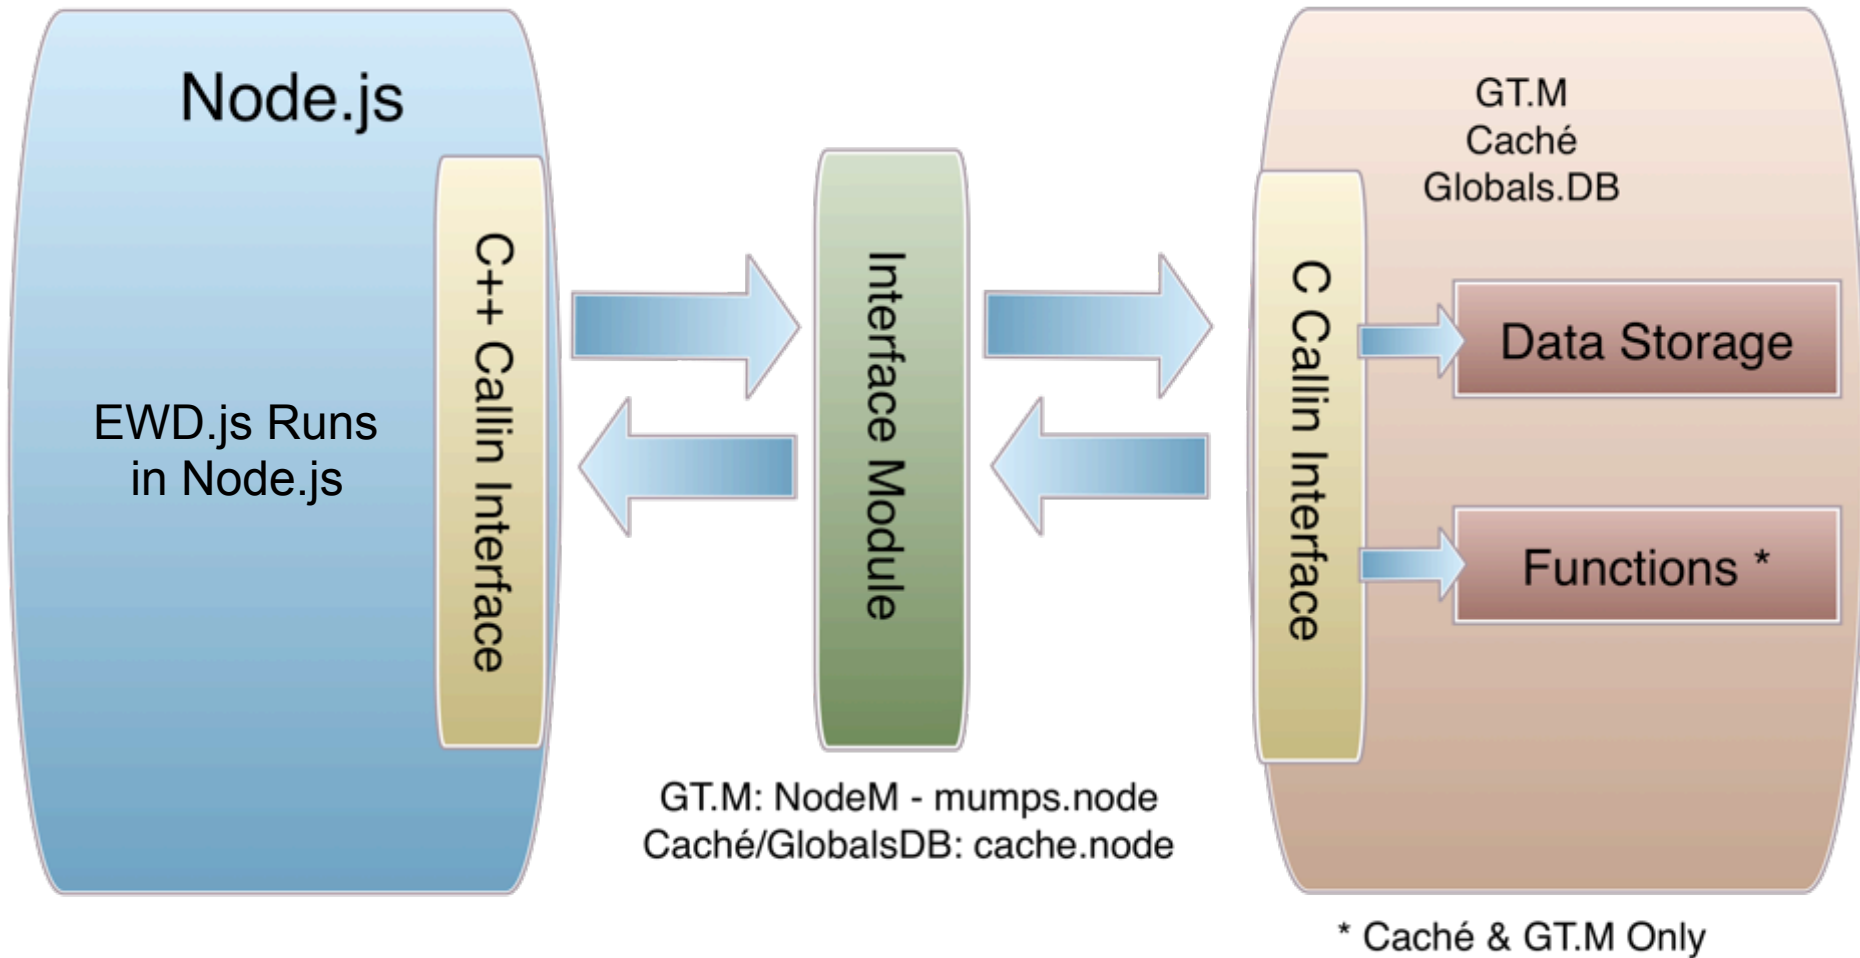 Node.js
EWD.js Runs
in Node.js
C++ Callin Interface
Interface Module
GT.M: NodeM - mumps.node
Caché/GlobalsDB: cache.node
C Callin Interface
GT.M
Caché
Globals.DB
Data Storage
Functions *
* Caché & GT.M Only